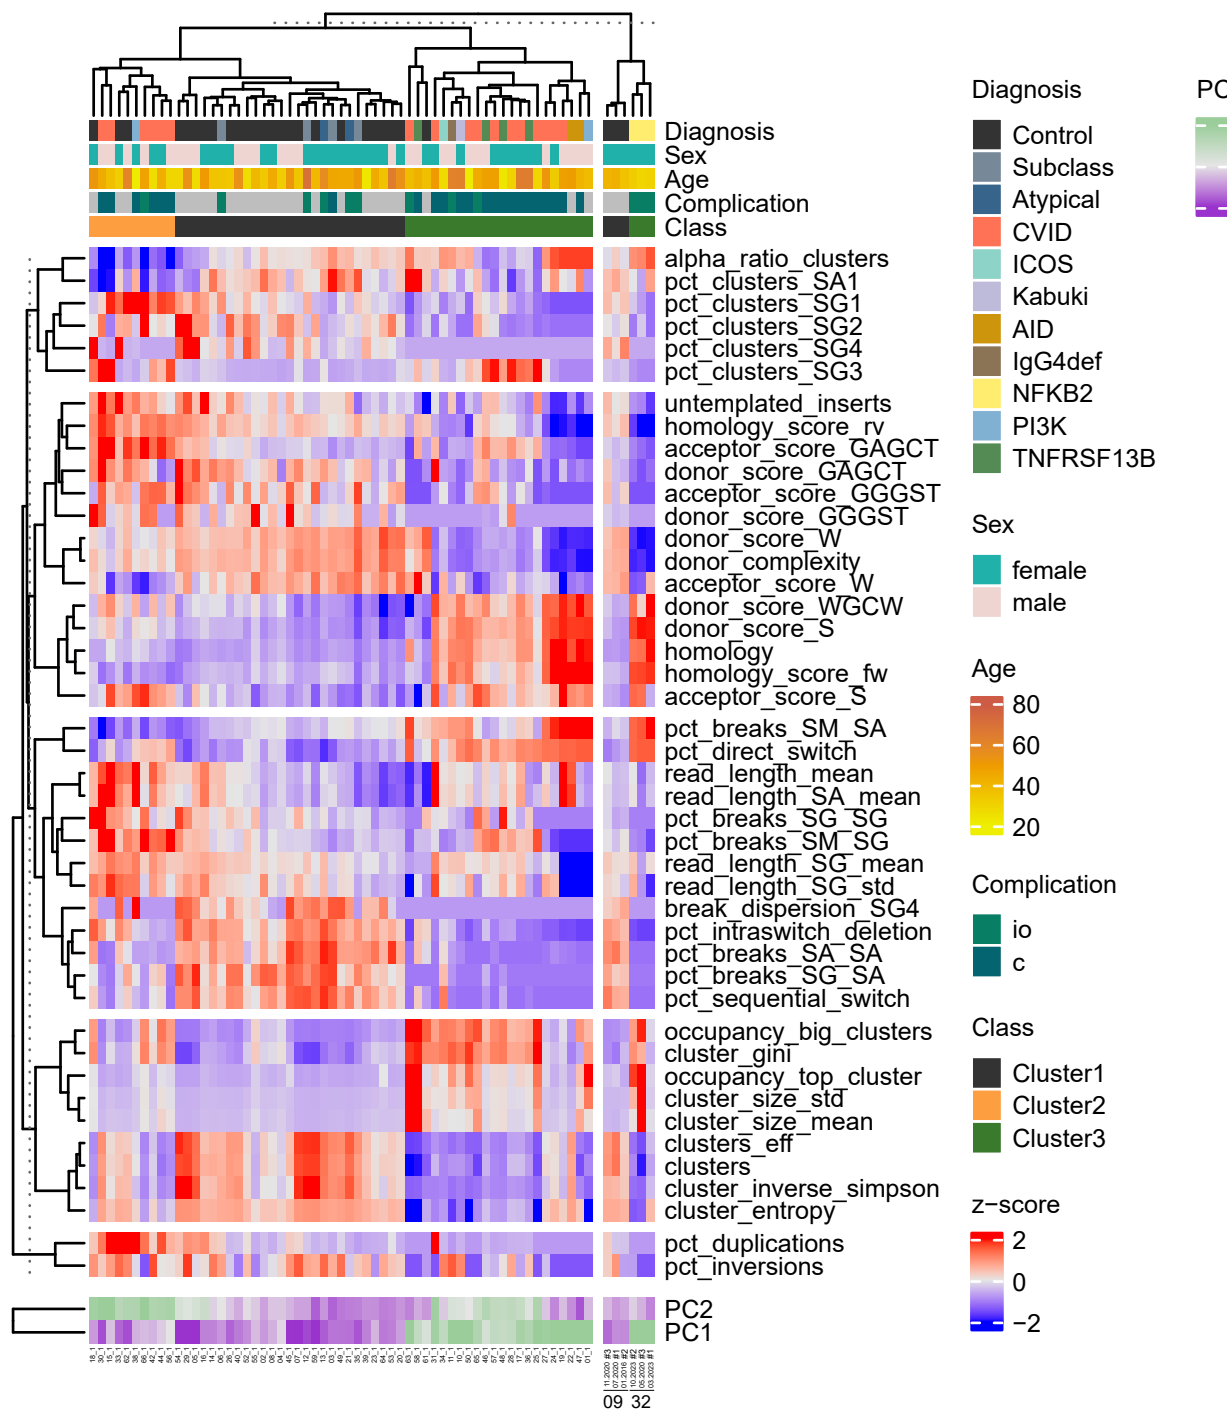 Diagnosis
Sex
Age
Complication
Class
alpha_ratio_clusters
pct_clusters_SA1
pct_clusters_SG1
pct_clusters_SG2
pct_clusters_SG4
pct_clusters_SG3
untemplated_inserts
homology_score_rv
acceptor_score_GAGCT
donor_score_GAGCT
acceptor_score_GGGST
donor_score_GGGST
donor_score_W
donor_complexity
acceptor_score_W
donor_score_WGCW
donor_score_S
homology
homology_score_fw
acceptor_score_S
pct_breaks_SM_SA
pct_direct_switch
read_length_mean
read_length_SA_mean
pct_breaks_SG_SG
pct_breaks_SM_SG
read_length_SG_mean
read_length_SG_std
break_dispersion_SG4
pct_intraswitch_deletion
pct_breaks_SA_SA
pct_breaks_SG_SA
pct_sequential_switch
occupancy_big_clusters
cluster_gini
occupancy_top_cluster
cluster_size_std
cluster_size_mean
clusters_eff
clusters
cluster_inverse_simpson
cluster_entropy
pct_duplications
pct_inversions
PC2
PC1
09 32
Diagnosis
Control
Subclass
Atypical
CVID
ICOS
Kabuki
AID
IgG4def
NFKB2
PI3K
TNFRSF13B
Sex
female
male
Age
80
60
40
20
Complication
io
c
Class
Cluster1
Cluster2
Cluster3
z−score
2
0
−2
PC